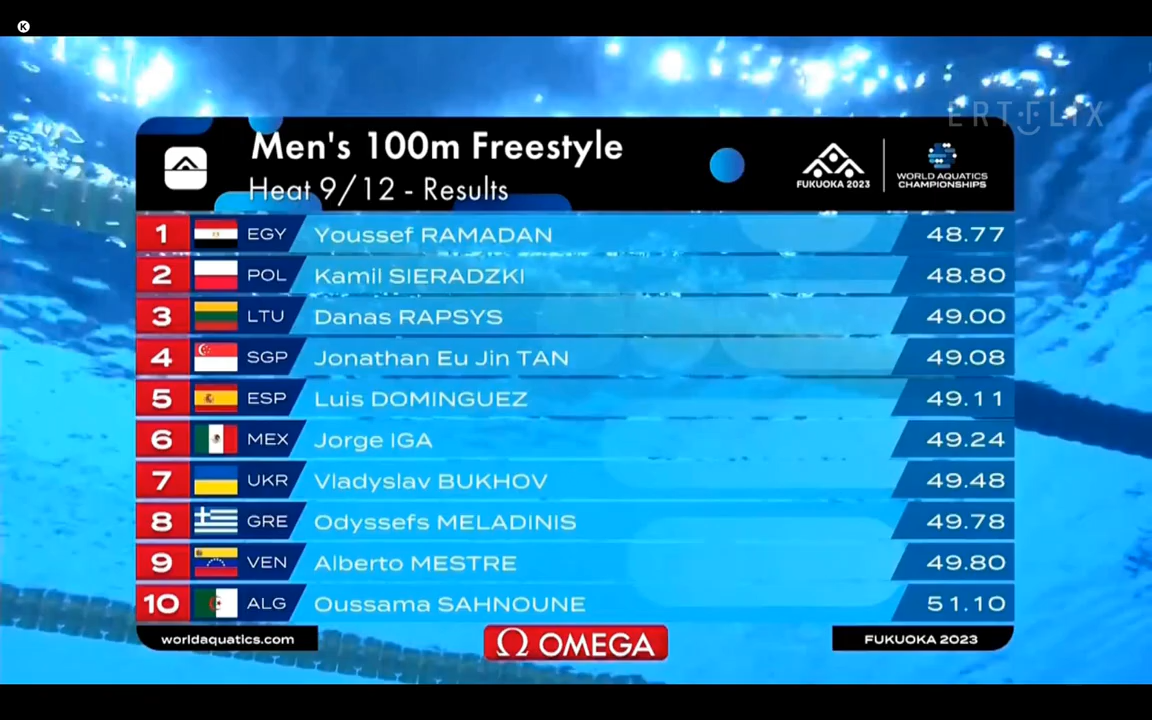 K
ERTFLIX
Men's 100m Freestyle
Heat 9/12 - Results
FUKUOKA 2023
WORLD AQUATICS
CHAMPIONSHIPS
1 EGY Youssef RAMADAN 48.77
2 POL Kamil SIERADZKI 48.80
3 LTU Danas RAPSYS 49.00
4 SGP Jonathan Eu Jin TAN 49.08
5 ESP Luis DOMINGUEZ 49.11
6 MEX Jorge IGA 49.24
7 UKR Vladyslav BUKHOV 49.48
8 GRE Odyssefs MELADINIS 49.78
9 VEN Alberto MESTRE 49.80
10 ALG Oussama SAHNOUNE 51.10
worldaquatics.com
Ω OMEGA
FUKUOKA 2023